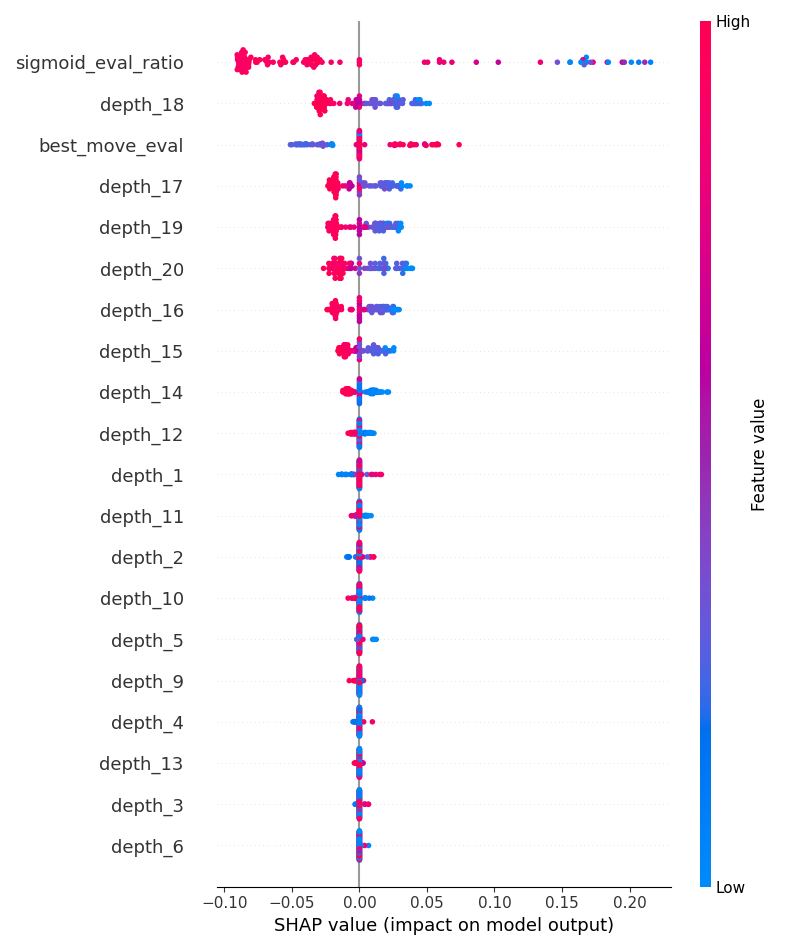 High
sigmoid_eval_ratio
depth_18
best_move_eval
depth_17
depth_19
depth_20
depth_16
depth_15
depth_14
depth_12
depth_1
depth_11
depth_2
depth_10
depth_5
depth_9
depth_4
depth_13
depth_3
depth_6
Feature value
Low
−0.10 −0.05 0.00 0.05 0.10 0.15 0.20
SHAP value (impact on model output)